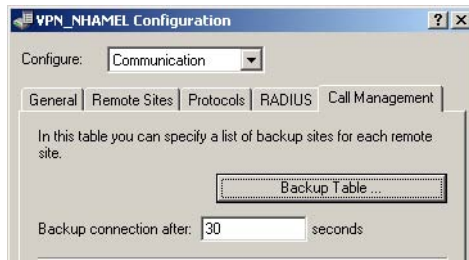 VPN_NHAMEL Configuration
Configure: Communication
General Remote Sites Protocols RADIUS Call Management
In this table you can specify a list of backup sites for each remote
site.
Backup Table ...
Backup connection after: 30 seconds